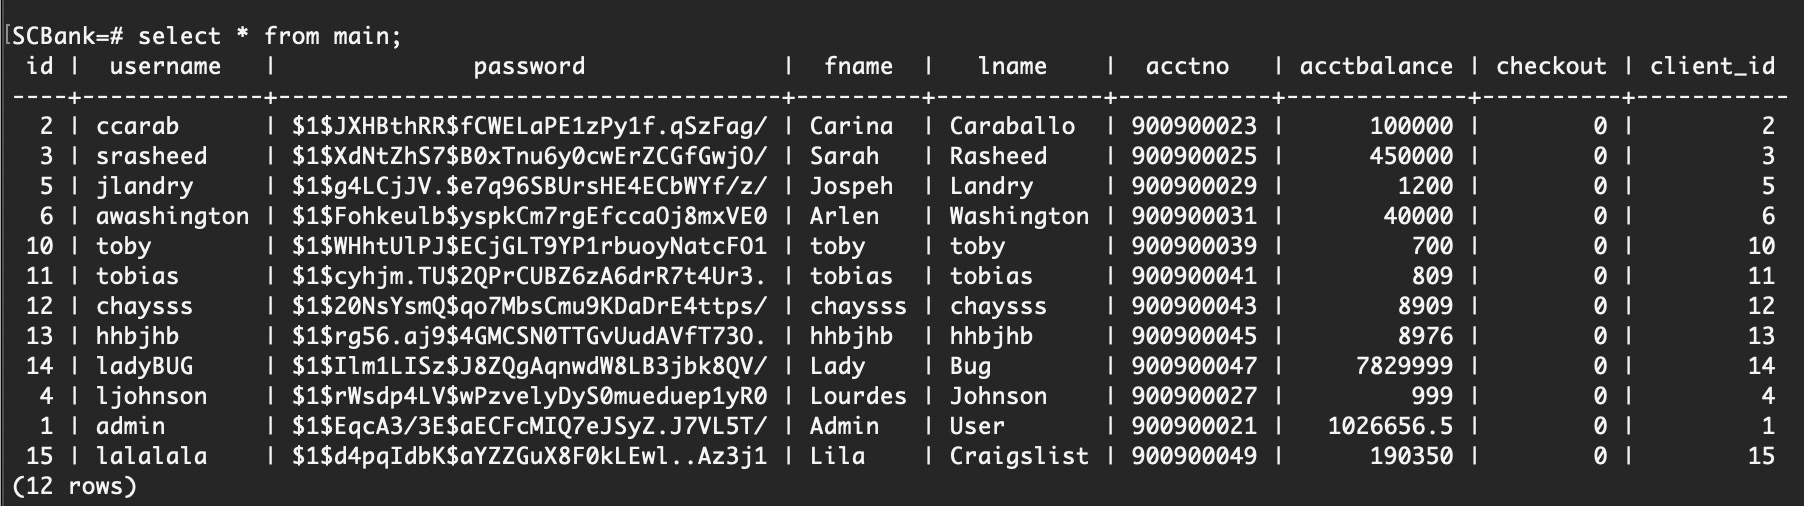 SCBank=# select * from main;
 id |  username   |             password              |  fname  |   lname    |  acctno   | acctbalance | checkout | client_id
----+-------------+------------------------------------+---------+------------+-----------+-------------+----------+-----------
  2 | ccarab      | $1$JXHBthRR$fCWELaPE1zPy1f.qSzFag/ | Carina  | Caraballo  | 900900023 |      100000 |        0 |         2
  3 | srasheed    | $1$XdNtZhS7$B0xTnu6y0cwErZCGfGwjO/ | Sarah   | Rasheed    | 900900025 |      450000 |        0 |         3
  5 | jlandry     | $1$g4LCjJV.$e7q96SBUrsHE4ECbWYf/z/ | Jospeh  | Landry     | 900900029 |        1200 |        0 |         5
  6 | awashington | $1$Fohkeulb$yspkCm7rgEfccaOj8mxVE0 | Arlen   | Washington | 900900031 |       40000 |        0 |         6
 10 | toby        | $1$WHhtUlPJ$ECjGLT9YP1rbuoyNatcFO1 | toby    | toby       | 900900039 |         700 |        0 |        10
 11 | tobias      | $1$cyhjm.TU$2QPrCUBZ6zA6drR7t4Ur3. | tobias  | tobias     | 900900041 |         809 |        0 |        11
 12 | chaysss     | $1$20NsYsmQ$qo7MbsCmu9KDaDrE4ttps/ | chaysss | chaysss    | 900900043 |        8909 |        0 |        12
 13 | hhbjhb      | $1$rg56.aj9$4GMCSN0TTGvUudAVfT73O. | hhbjhb  | hhbjhb     | 900900045 |        8976 |        0 |        13
 14 | ladyBUG     | $1$Ilm1LISz$J8ZQgAqnwdW8LB3jbk8QV/ | Lady    | Bug        | 900900047 |     7829999 |        0 |        14
  4 | ljohnson    | $1$rWsdp4LV$wPzvelyDyS0mueduep1yR0 | Lourdes | Johnson    | 900900027 |         999 |        0 |         4
  1 | admin       | $1$EqcA3/3E$aECFcMIQ7eJSyZ.J7VL5T/ | Admin   | User       | 900900021 |   1026656.5 |        0 |         1
 15 | lalalala    | $1$d4pqIdbK$aYZZGuX8F0kLEwl..Az3j1 | Lila    | Craigslist | 900900049 |      190350 |        0 |        15
(12 rows)